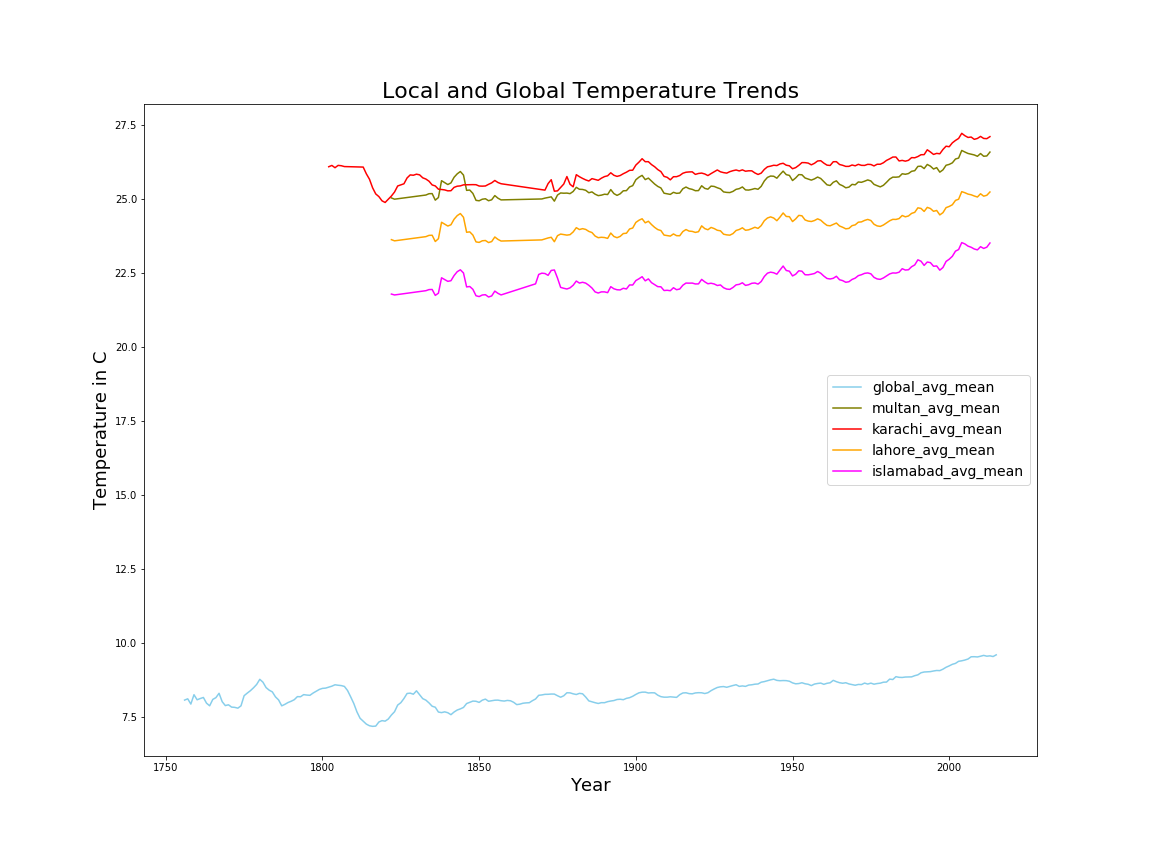 Local and Global Temperature Trends
27.5
25.0
22.5
20.0
17.5
15.0
12.5
10.0
7.5
Temperature in C
global_avg_mean
multan_avg_mean
karachi_avg_mean
lahore_avg_mean
islamabad_avg_mean
1750 1800 1850 1900 1950 2000
Year